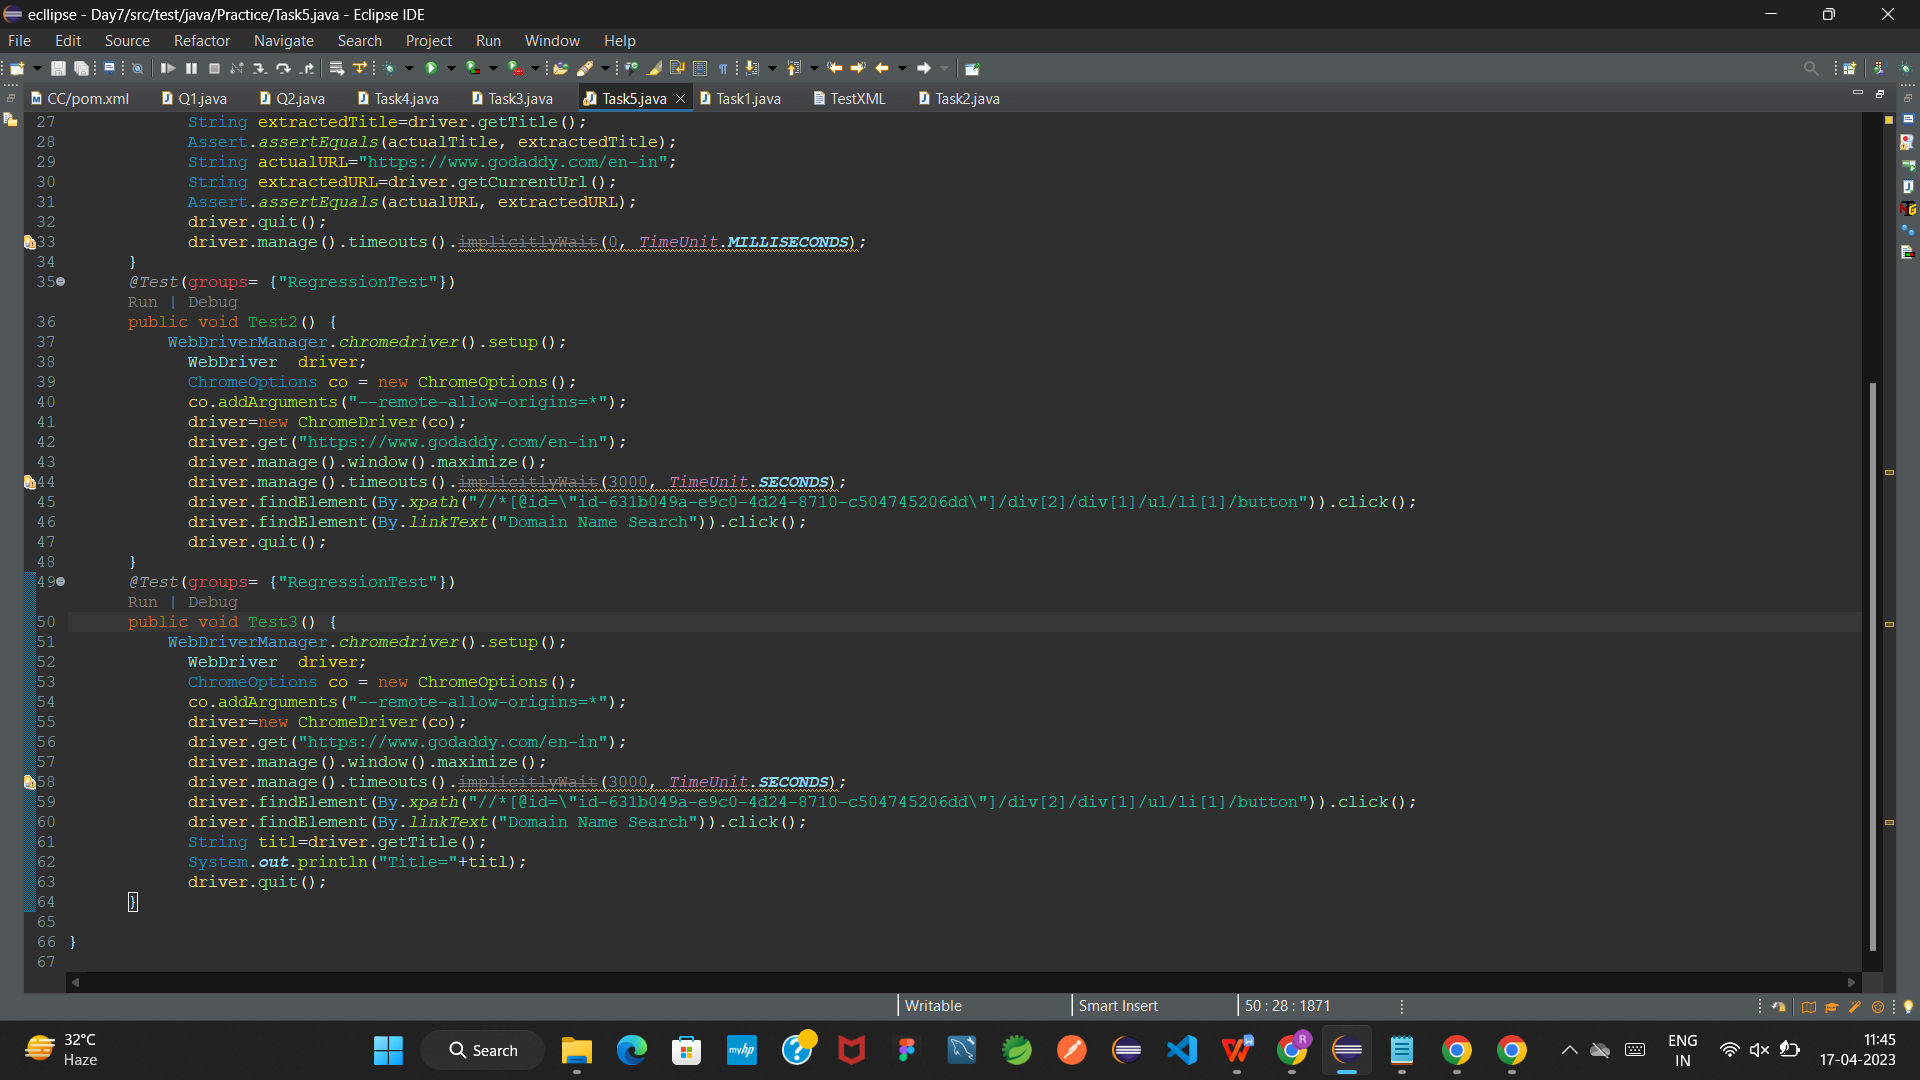 ecllipse - Day7/src/test/java/Practice/Task5.java - Eclipse IDE
File Edit Source Refactor Navigate Search Project Run Window Help
CC/pom.xml Q1.java Q2.java Task4.java Task3.java Task5.java Task1.java TestXML Task2.java
27 String extractedTitle=driver.getTitle();
28 Assert.assertEquals(actualTitle, extractedTitle);
29 String actualURL="https://www.godaddy.com/en-in";
30 String extractedURL=driver.getCurrentUrl();
31 Assert.assertEquals(actualURL, extractedURL);
32 driver.quit();
33 driver.manage().timeouts().implicitlyWait(0, TimeUnit.MILLISECONDS);
34 }
35 @Test(groups= {"RegressionTest"})
Run | Debug
36 public void Test2() {
37 WebDriverManager.chromedriver().setup();
38 WebDriver  driver;
39 ChromeOptions co = new ChromeOptions();
40 co.addArguments("--remote-allow-origins=*");
41 driver=new ChromeDriver(co);
42 driver.get("https://www.godaddy.com/en-in");
43 driver.manage().window().maximize();
44 driver.manage().timeouts().implicitlyWait(3000, TimeUnit.SECONDS);
45 driver.findElement(By.xpath("//*[@id=\"id-631b049a-e9c0-4d24-8710-c504745206dd\"]/div[2]/div[1]/ul/li[1]/button")).click();
46 driver.findElement(By.linkText("Domain Name Search")).click();
47 driver.quit();
48 }
49 @Test(groups= {"RegressionTest"})
Run | Debug
50 public void Test3() {
51 WebDriverManager.chromedriver().setup();
52 WebDriver  driver;
53 ChromeOptions co = new ChromeOptions();
54 co.addArguments("--remote-allow-origins=*");
55 driver=new ChromeDriver(co);
56 driver.get("https://www.godaddy.com/en-in");
57 driver.manage().window().maximize();
58 driver.manage().timeouts().implicitlyWait(3000, TimeUnit.SECONDS);
59 driver.findElement(By.xpath("//*[@id=\"id-631b049a-e9c0-4d24-8710-c504745206dd\"]/div[2]/div[1]/ul/li[1]/button")).click();
60 driver.findElement(By.linkText("Domain Name Search")).click();
61 String titl=driver.getTitle();
62 System.out.println("Title="+titl);
63 driver.quit();
64 }
65
66 }
67
Writable Smart Insert 50 : 28 : 1871
32°C
Haze
Search
myhp
R
ENG
IN
11:45
17-04-2023